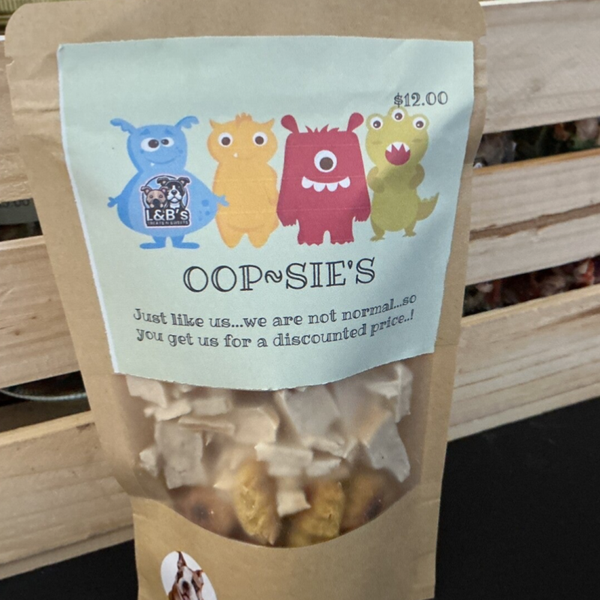 $12.00
L&B's
OOP~SIE'S
Just like us...we are not normal...so
you get us for a discounted price..!